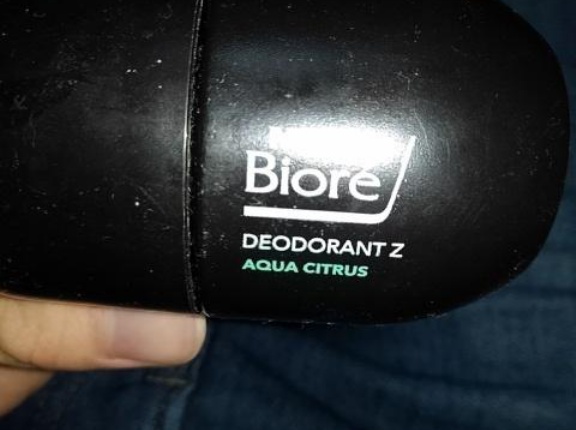 Bioré
DEODORANT Z
AQUA CITRUS